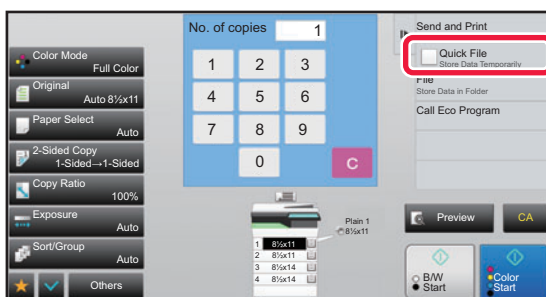 Color Mode
Full Color
Original
Auto 8½x11
Paper Select
Auto
2-Sided Copy
1-Sided→1-Sided
Copy Ratio
100%
Exposure
Auto
Sort/Group
Auto
Others
No. of copies 1
1 2 3
4 5 6
7 8 9
0 C
Plain 1
8½x11
1 8½x11
2 8½x11
3 8½x14
4 8½x14
Send and Print
Quick File
Store Data Temporarily
File
Store Data in Folder
Call Eco Program
Preview CA
B/W
Start
Color
Start